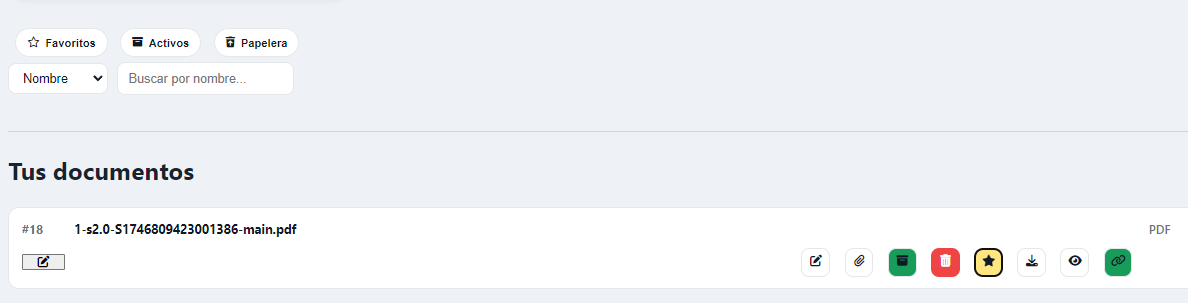 Favoritos Activos Papelera
Nombre Buscar por nombre...
Tus documentos
#18 1-s2.0-S1746809423001386-main.pdf PDF